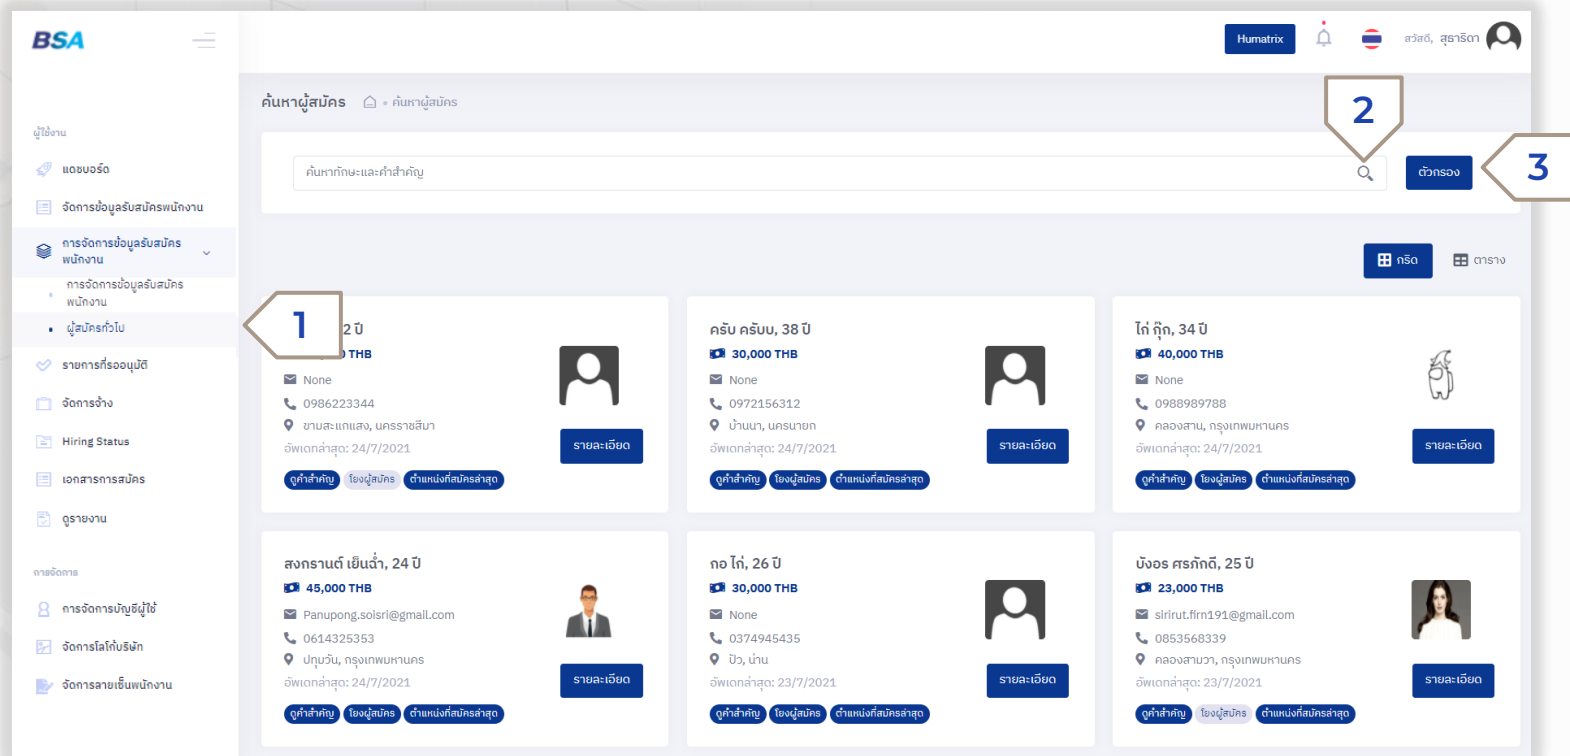 BSA
Humatrix
สวัสดี, สุธาริดา
ค้นหาผู้สมัคร
ค้นหาผู้สมัคร
2
3
ค้นหาทักษะและคำสำคัญ
ตัวกรอง
กริด
ตาราง
ผู้ใช้งาน
แดชบอร์ด
จัดการข้อมูลรับสมัครพนักงาน
การจัดการข้อมูลรับสมัคร
พนักงาน
การจัดการข้อมูลรับสมัคร
พนักงาน
ผู้สมัครทั่วไป
รายการที่รออนุมัติ
จัดการจ้าง
Hiring Status
เอกสารการสมัคร
ดูรายงาน
การจัดการ
การจัดการบัญชีผู้ใช้
จัดการโลโก้บริษัท
จัดการลายเซ็นพนักงาน
1
2 ปี
THB
None
0986223344
ขามสะแกแสง, นครราชสีมา
อัพเดทล่าสุด: 24/7/2021
รายละเอียด
ดูคำสำคัญ โยงผู้สมัคร ตำแหน่งที่สมัครล่าสุด
ครับ ครับบ, 38 ปี
30,000 THB
None
0972156312
บ้านนา, นครนายก
อัพเดทล่าสุด: 24/7/2021
รายละเอียด
ดูคำสำคัญ โยงผู้สมัคร ตำแหน่งที่สมัครล่าสุด
ไก่ กุ๊ก, 34 ปี
40,000 THB
None
0988989788
คลองสาน, กรุงเทพมหานคร
อัพเดทล่าสุด: 24/7/2021
รายละเอียด
ดูคำสำคัญ โยงผู้สมัคร ตำแหน่งที่สมัครล่าสุด
สงกรานต์ เย็นฉ่ำ, 24 ปี
45,000 THB
Panupong.soisri@gmail.com
0614325353
ปทุมวัน, กรุงเทพมหานคร
อัพเดทล่าสุด: 24/7/2021
รายละเอียด
ดูคำสำคัญ โยงผู้สมัคร ตำแหน่งที่สมัครล่าสุด
กอ ไก่, 26 ปี
30,000 THB
None
0374945435
ปัว, น่าน
อัพเดทล่าสุด: 23/7/2021
รายละเอียด
ดูคำสำคัญ โยงผู้สมัคร ตำแหน่งที่สมัครล่าสุด
บังอร ศรภักดี, 25 ปี
23,000 THB
sirirut.firn191@gmail.com
0853568339
คลองสามวา, กรุงเทพมหานคร
อัพเดทล่าสุด: 23/7/2021
รายละเอียด
ดูคำสำคัญ โยงผู้สมัคร ตำแหน่งที่สมัครล่าสุด